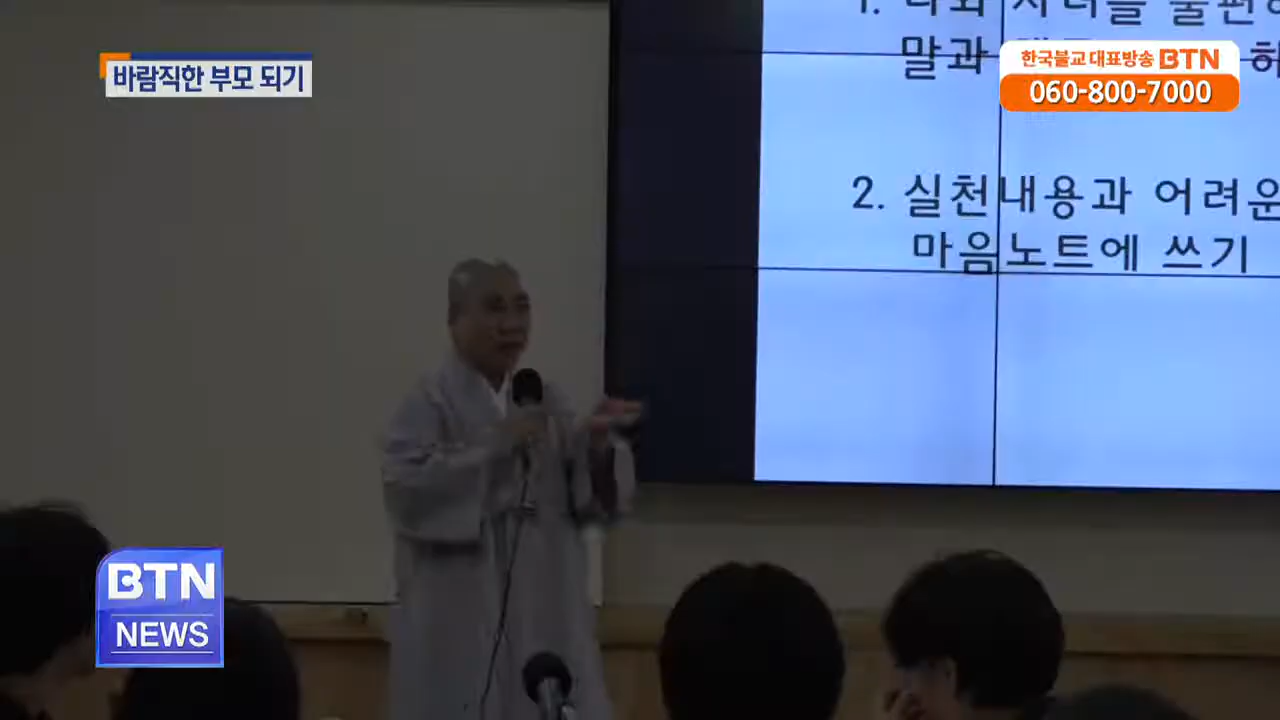 바람직한 부모 되기
한국불교 대표방송 BTN
060-800-7000
1.
말과
2. 실천내용과 어려운
마음노트에 쓰기
BTN
NEWS